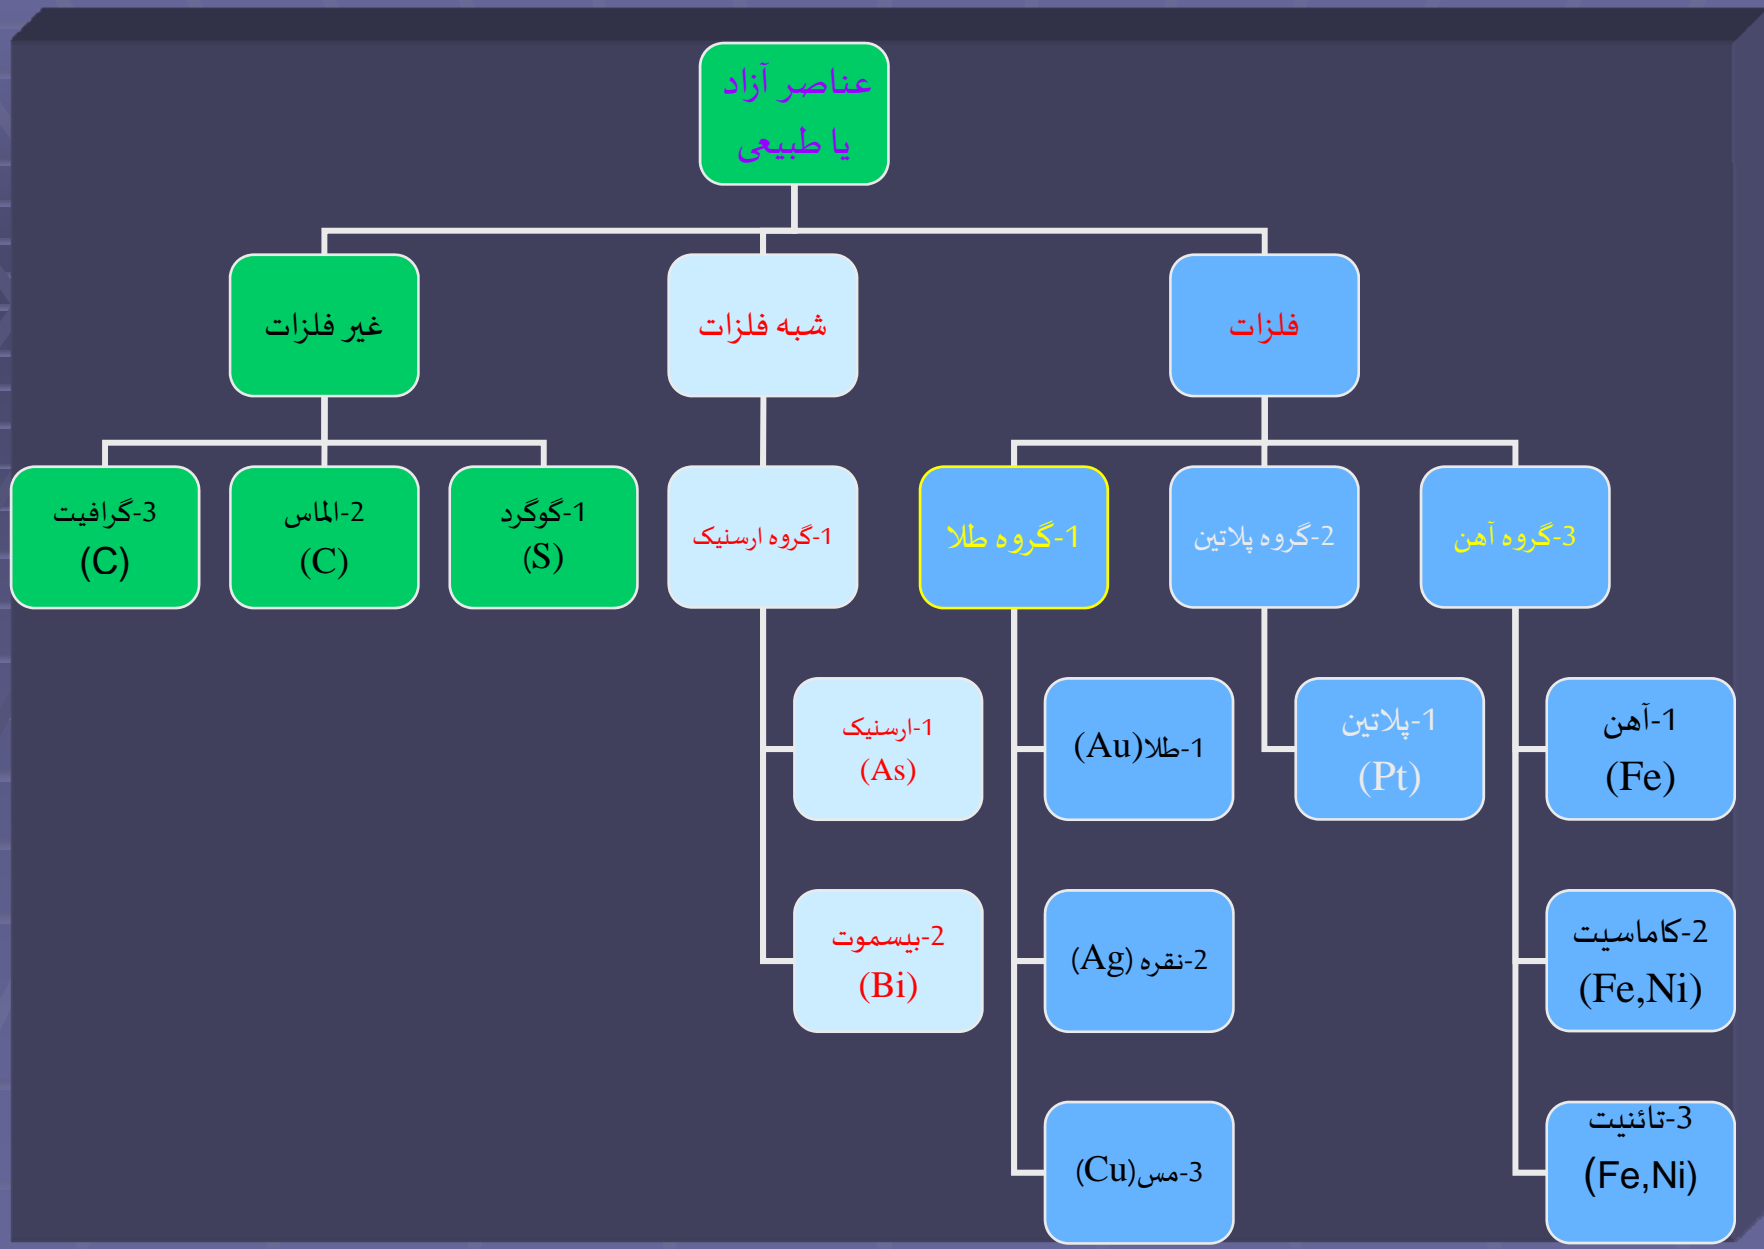 عناصر آزاد
یا طبیعی
فلزات
شبه فلزات
غیر فلزات
3-گروه آهن
2-گروه پلاتین
1-گروه طلا
1-گروه ارسنیک
1-گوگرد
(S)
2-الماس
(C)
3-گرافیت
(C)
1-آهن
(Fe)
1-پلاتین
(Pt)
1-طلا(Au)
1-ارسنیک
(As)
2-کاماسیت
(Fe,Ni)
2-نقره (Ag)
2-بیسموت
(Bi)
3-تائنیت
(Fe,Ni)
3-مس(Cu)